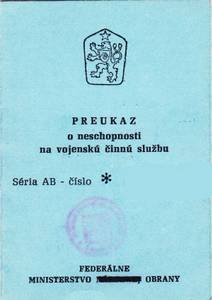 PREUKAZ
o neschopnosti
na vojenskú činnú službu
Séria AB - číslo *
FEDERÁLNE
MINISTERSTVO OBRANY